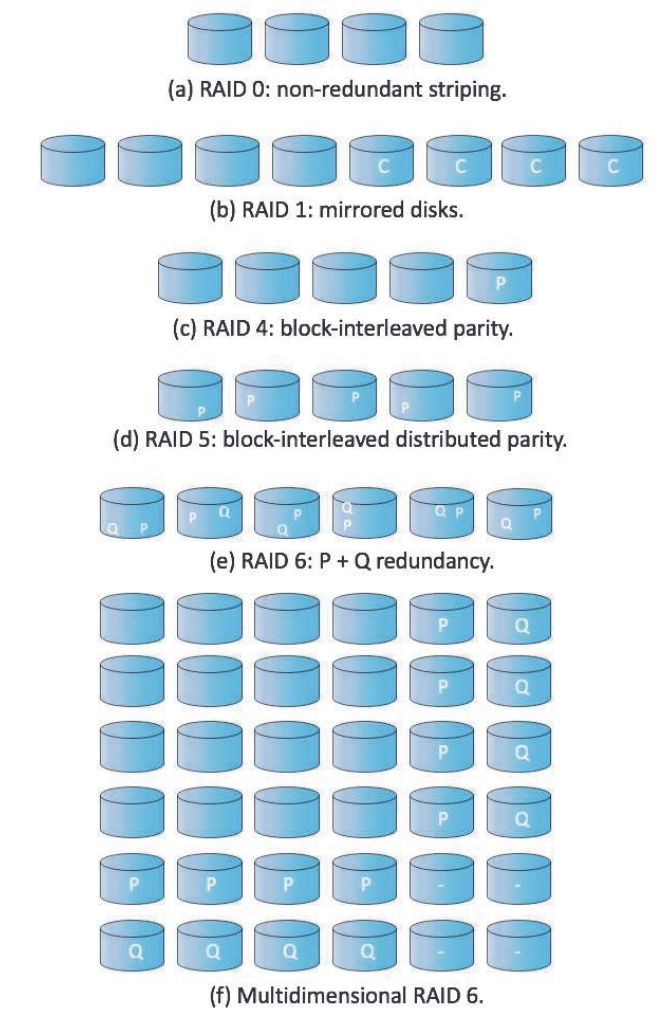 (a) RAID 0: non-redundant striping.
C C C C
(b) RAID 1: mirrored disks.
P
(c) RAID 4: block-interleaved parity.
P P P P P
(d) RAID 5: block-interleaved distributed parity.
Q P P Q Q P Q P Q P Q P
(e) RAID 6: P + Q redundancy.
P Q
P Q
P Q
P Q
P P P P - -
Q Q Q Q - -
(f) Multidimensional RAID 6.